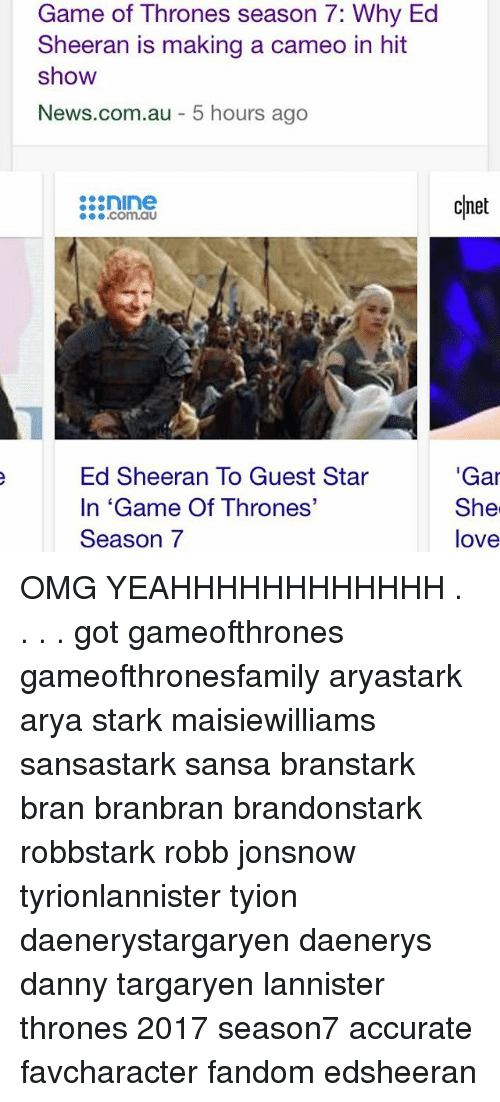 Game of Thrones season 7: Why Ed
Sheeran is making a cameo in hit
show
News.com.au - 5 hours ago
nine
.com.au
c|net
e
Ed Sheeran To Guest Star
In ‘Game Of Thrones’
Season 7
'Gar
She
love
OMG YEAHHHHHHHHHHHH .
. . . got gameofthrones
gameofthronesfamily aryastark
arya stark maisiewilliams
sansastark sansa branstark
bran branbran brandonstark
robbstark robb jonsnow
tyrionlannister tyion
daenerystargaryen daenerys
danny targaryen lannister
thrones 2017 season7 accurate
favcharacter fandom edsheeran